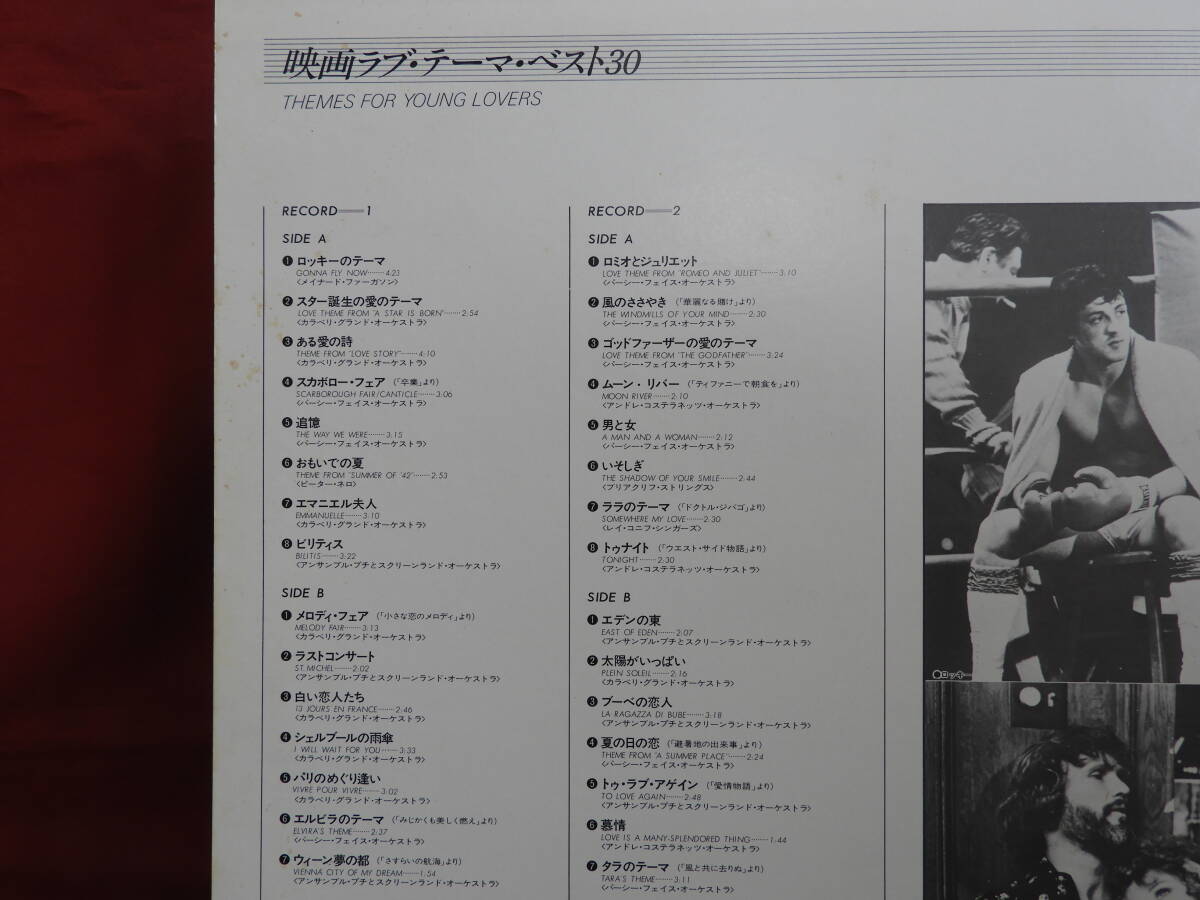 映画ラブ・テーマ・ベスト30
THEMES FOR YOUNG LOVERS
RECORD—1
SIDE A
❶ ロッキーのテーマ
GONNA FLY NOW……4:23
〈メイナード・ファーガソン〉
❷ スター誕生の愛のテーマ
LOVE THEME FROM "A STAR IS BORN"……2:54
〈カラベリ・グランド・オーケストラ〉
❸ ある愛の詩
THEME FROM "LOVE STORY"……4:10
〈カラベリ・グランド・オーケストラ〉
❹ スカボロー・フェア (「卒業」より)
SCARBOROUGH FAIR/CANTICLE……3:06
〈パーシー・フェイス・オーケストラ〉
❺ 追憶
THE WAY WE WERE……3:15
〈パーシー・フェイス・オーケストラ〉
❻ おもいでの夏
THEME FROM "SUMMER OF '42"……2:53
〈ピーター・ネロ〉
❼ エマニエル夫人
EMMANUELLE……3:10
〈カラベリ・グランド・オーケストラ〉
❽ ビリティス
BILITIS……3:22
〈アンサンブル・プチとスクリーンランド・オーケストラ〉
SIDE B
❶ メロディ・フェア (「小さな恋のメロディ」より)
MELODY FAIR……3:13
〈カラベリ・グランド・オーケストラ〉
❷ ラストコンサート
ST. MICHEL……2:02
〈アンサンブル・プチとスクリーンランド・オーケストラ〉
❸ 白い恋人たち
13 JOURS EN FRANCE……2:46
〈カラベリ・グランド・オーケストラ〉
❹ シェルブールの雨傘
I WILL WAIT FOR YOU……3:33
〈カラベリ・グランド・オーケストラ〉
❺ パリのめぐり逢い
VIVRE POUR VIVRE……3:02
〈カラベリ・グランド・オーケストラ〉
❻ エルビラのテーマ (「みじかくも美しく燃え」より)
ELVIRA'S THEME……2:37
〈パーシー・フェイス・オーケストラ〉
❼ ウィーン夢の都 (「さすらいの航海」より)
VIENNA CITY OF MY DREAM……1:54
〈アンサンブル・プチとスクリーンランド・オーケストラ〉
RECORD—2
SIDE A
❶ ロミオとジュリエット
LOVE THEME FROM "ROMEO AND JULIET"……3:10
〈パーシー・フェイス・オーケストラ〉
❷ 風のささやき (「華麗なる賭け」より)
THE WINDMILLS OF YOUR MIND……2:30
〈パーシー・フェイス・オーケストラ〉
❸ ゴッドファーザーの愛のテーマ
LOVE THEME FROM "THE GODFATHER"……3:24
〈パーシー・フェイス・オーケストラ〉
❹ ムーン・リバー (「ティファニーで朝食を」より)
MOON RIVER……2:10
〈アンドレ・コステラネッツ・オーケストラ〉
❺ 男と女
A MAN AND A WOMAN……2:12
〈パーシー・フェイス・オーケストラ〉
❻ いそしぎ
THE SHADOW OF YOUR SMILE……2:44
〈ブリアクリフ・ストリングス〉
❼ ララのテーマ (「ドクトル・ジバゴ」より)
SOMEWHERE MY LOVE……2:30
〈レイ・コニフ・シンガーズ〉
❽ トゥナイト (「ウエスト・サイド物語」より)
TONIGHT……2:30
〈アンドレ・コステラネッツ・オーケストラ〉
SIDE B
❶ エデンの東
EAST OF EDEN……2:07
〈アンサンブル・プチとスクリーンランド・オーケストラ〉
❷ 太陽がいっぱい
PLEIN SOLEIL……2:16
〈カラベリ・グランド・オーケストラ〉
❸ ブーベの恋人
LA RAGAZZA DI BUBE……3:18
〈アンサンブル・プチとスクリーンランド・オーケストラ〉
❹ 夏の日の恋 (「避暑地の出来事」より)
THEME FROM "A SUMMER PLACE"……2:24
〈パーシー・フェイス・オーケストラ〉
❺ トゥ・ラブ・アゲイン (「愛情物語」より)
TO LOVE AGAIN……2:48
〈アンサンブル・プチとスクリーンランド・オーケストラ〉
❻ 慕情
LOVE IS A MANY-SPLENDORED THING……1:44
〈アンドレ・コステラネッツ・オーケストラ〉
❼ タラのテーマ (「風と共に去りぬ」より)
TARA'S THEME……3:11
〈パーシー・フェイス・オーケストラ〉
○ロッキー